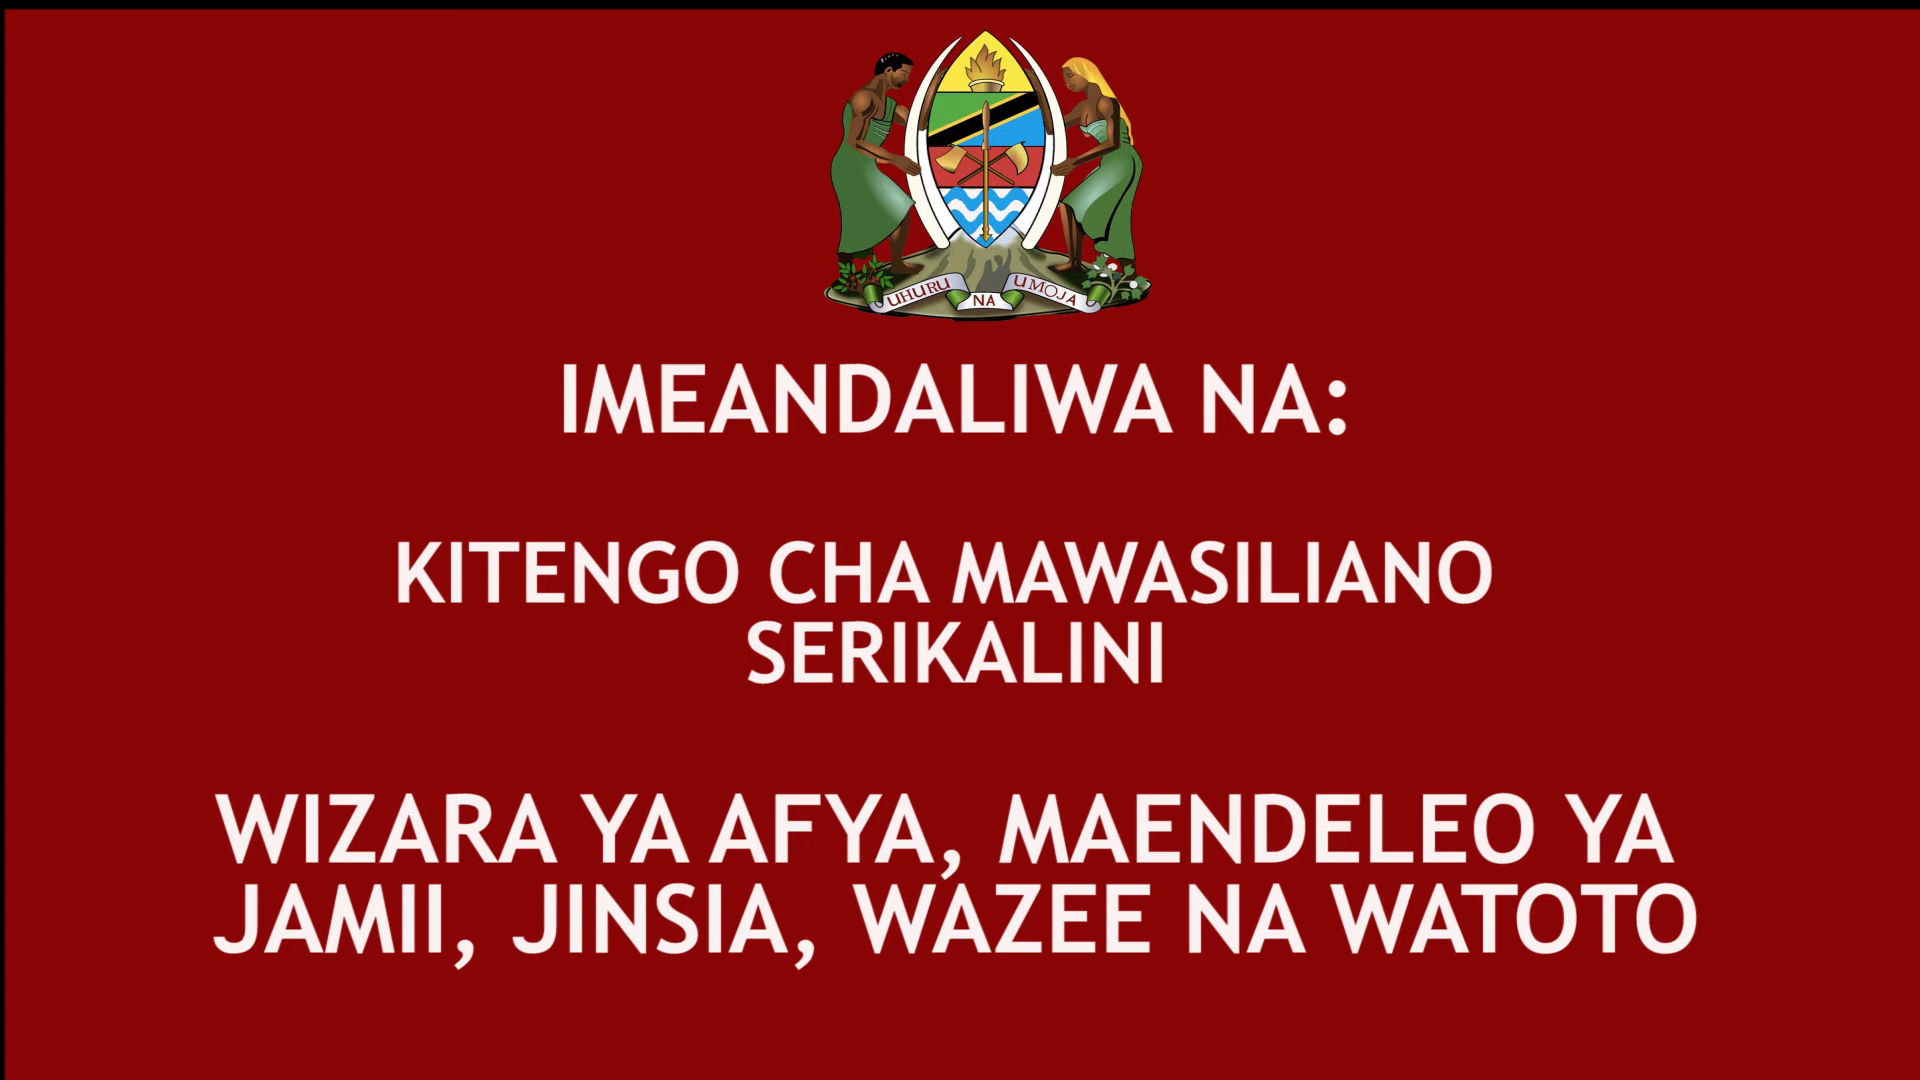 UHURU NA UMOJA
IMEANDALIWA NA:
KITENGO CHA MAWASILIANO
SERIKALINI
WIZARA YA AFYA, MAENDELEO YA
JAMII, JINSIA, WAZEE NA WATOTO